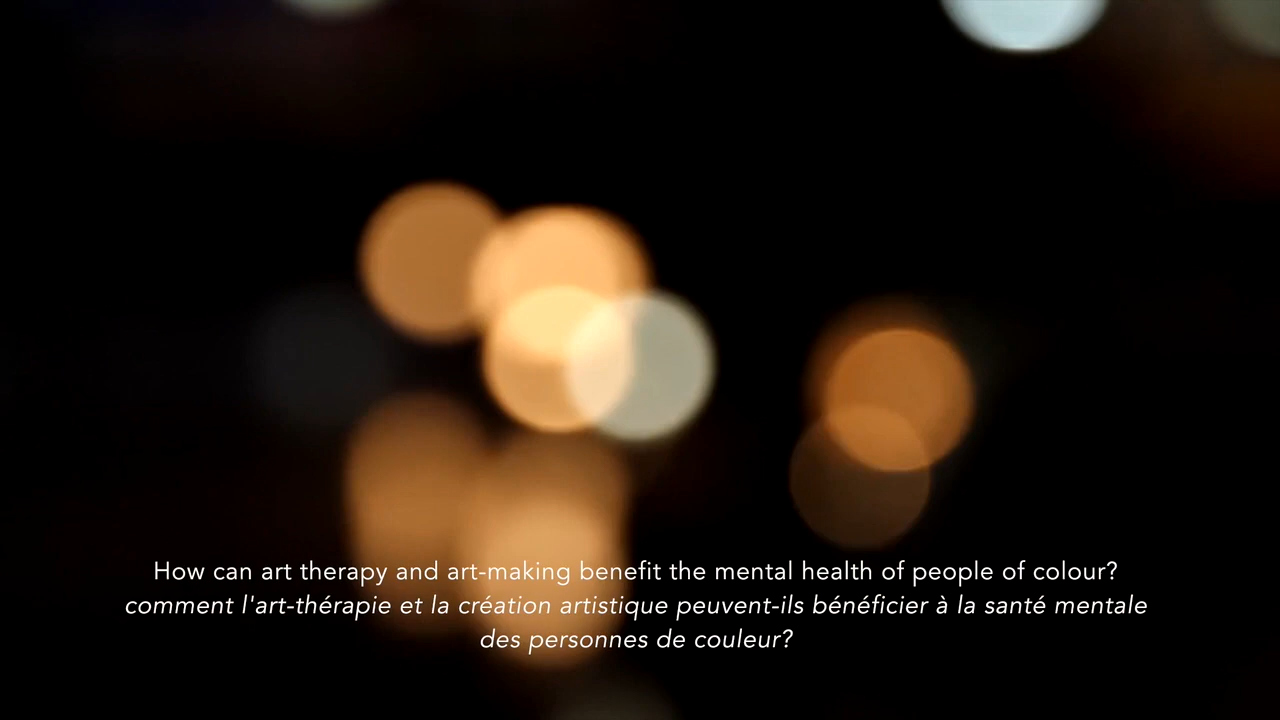 How can art therapy and art-making benefit the mental health of people of colour?
comment l'art-thérapie et la création artistique peuvent-ils bénéficier à la santé mentale
des personnes de couleur?